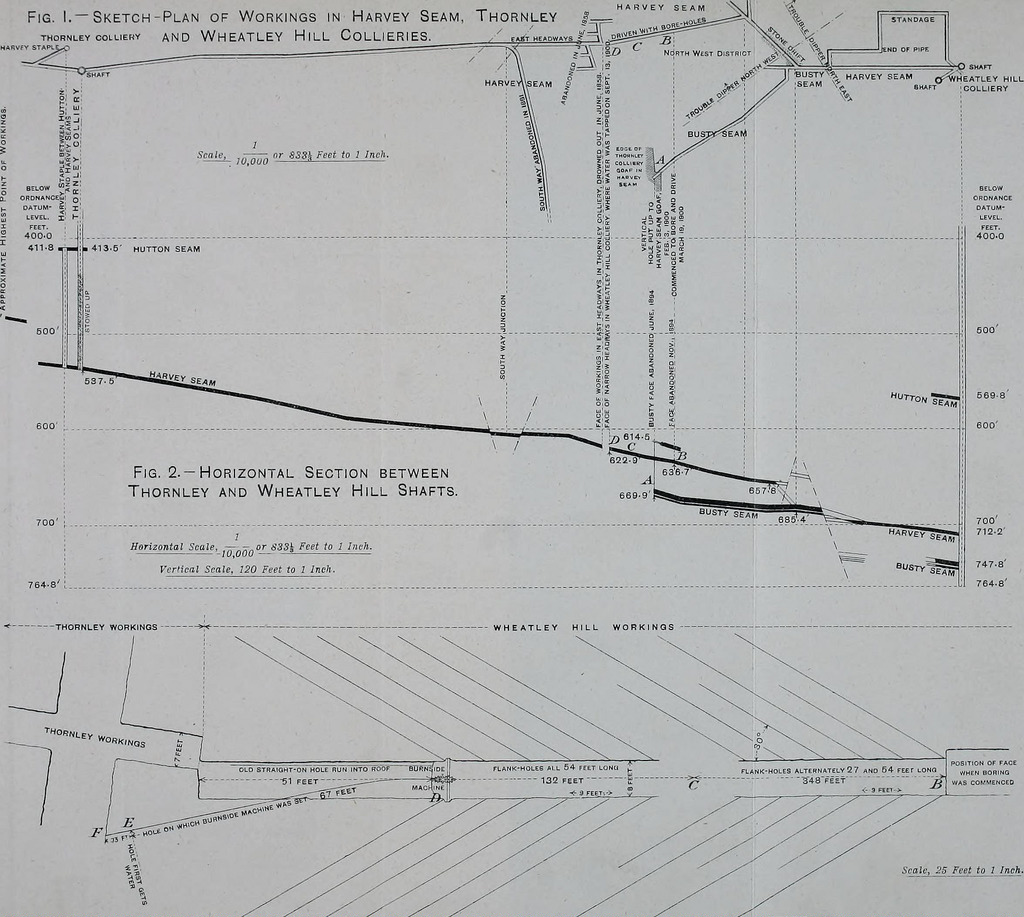 FIG. 1.—SKETCH-PLAN OF WORKINGS IN HARVEY SEAM, THORNLEY
AND WHEATLEY HILL COLLIERIES.
THORNLEY COLLIERY
HARVEY STAPLE
SHAFT
EAST HEADWAYS
ABANDONED IN JUNE, 1858
HARVEY SEAM
DRIVEN WITH BORE-HOLES
D C B
NORTH WEST DISTRICT
STONE DRIFT
TROUBLE DIPPER NORTH EAST
TROUBLE DIPPER NORTH WEST
STANDAGE
END OF PIPE
HARVEY SEAM
BUSTY
SEAM
HARVEY SEAM
SHAFT
WHEATLEY HILL
COLLIERY
SHAFT
BUSTY SEAM
SOUTH WAY ABANDONED IN 1891
EDGE OF
THORNLEY
COLLIERY
GOAF IN
HARVEY
SEAM
A
Scale, 1/10,000 or 833⅓ Feet to 1 Inch.
APPROXIMATE HIGHEST POINT OF WORKINGS.
HARVEY STAPLE BETWEEN HUTTON
AND HARVEY SEAMS
THORNLEY COLLIERY
BELOW
ORDNANCE
DATUM-
LEVEL.
FEET.
400.0
411.8
413.5' HUTTON SEAM
STOWED UP
500'
537.5'
HARVEY SEAM
600'
700'
764.8'
SOUTH WAY JUNCTION
FACE OF WORKINGS IN EAST HEADWAYS IN THORNLEY COLLIERY, DROWNED OUT IN JUNE, 1858.
FACE OF NARROW HEADWAYS IN WHEATLEY HILL COLLIERY, WHERE WATER WAS TAPPED ON SEPT. 13, 1900.
BUSTY FACE ABANDONED JUNE, 1894
VERTICAL
HOLE PUT UP TO
HARVEY SEAM GOAF,
FEB. 3, 1900
FACE ABANDONED NOV., 1894
COMMENCED TO BORE AND DRIVE
MARCH 19, 1900
D 614.5
C
622.9'
B
636.7'
657.8'
A
669.9'
BUSTY SEAM
685.4'
BELOW
ORDNANCE
DATUM-
LEVEL.
FEET.
400.0
500'
HUTTON SEAM
569.8'
600'
700'
HARVEY SEAM
712.2'
BUSTY SEAM
747.8'
764.8'
FIG. 2.—HORIZONTAL SECTION BETWEEN
THORNLEY AND WHEATLEY HILL SHAFTS.
Horizontal Scale, 1/10,000 or 833⅓ Feet to 1 Inch.
Vertical Scale, 120 Feet to 1 Inch.
THORNLEY WORKINGS
WHEATLEY HILL WORKINGS
THORNLEY WORKINGS
7 FEET
OLD STRAIGHT-ON HOLE RUN INTO ROOF
51 FEET
BURNSIDE
MACHINE
D
FLANK-HOLES ALL 54 FEET LONG
132 FEET
9 FEET
8 FEET
C
30°
FLANK-HOLES ALTERNATELY 27 AND 54 FEET LONG
348 FEET
9 FEET
B
POSITION OF FACE
WHEN BORING
WAS COMMENCED
F E
13 FT
HOLE ON WHICH BURNSIDE MACHINE WAS SET
67 FEET
HOLE FIRST GETS
WATER
Scale, 25 Feet to 1 Inch.